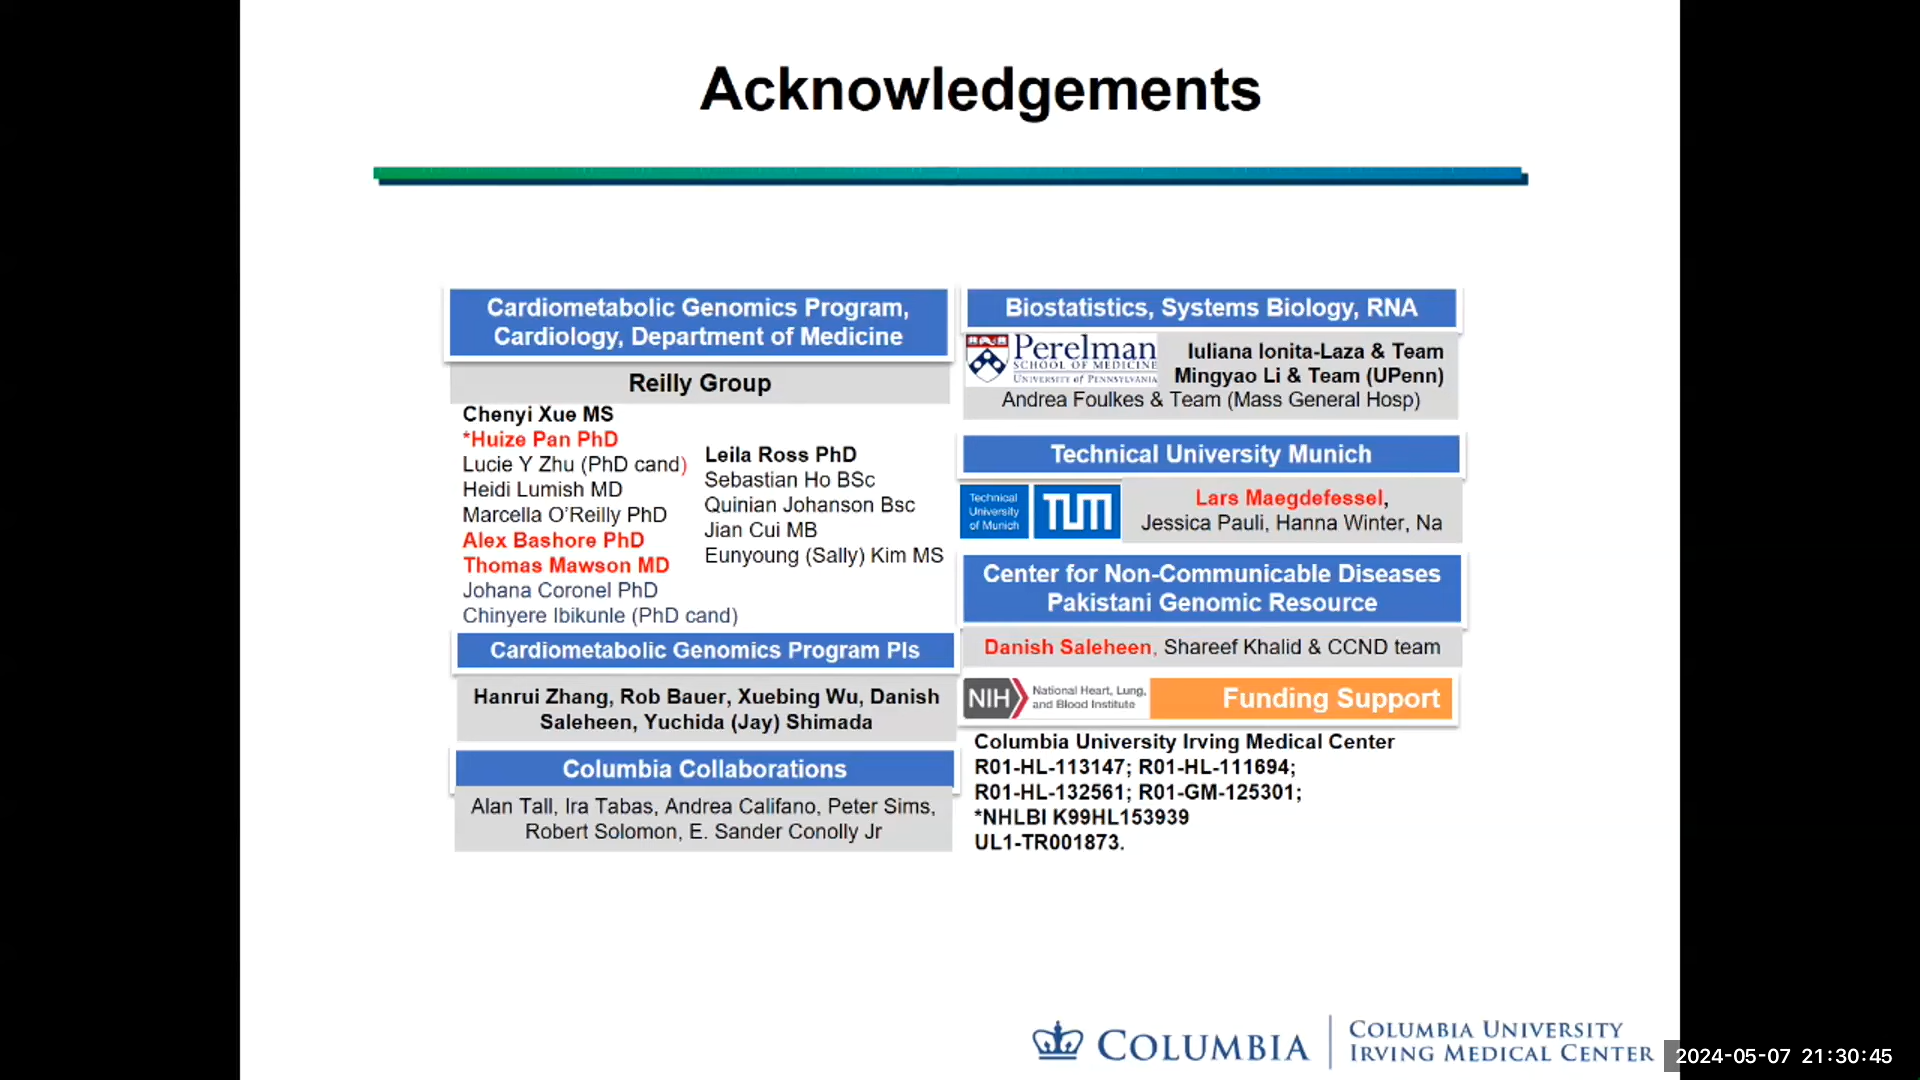 Acknowledgements
Cardiometabolic Genomics Program,
Cardiology, Department of Medicine
Reilly Group
Chenyi Xue MS
*Huize Pan PhD
Lucie Y Zhu (PhD cand)
Heidi Lumish MD
Marcella O’Reilly PhD
Alex Bashore PhD
Thomas Mawson MD
Johana Coronel PhD
Chinyere Ibikunle (PhD cand)
Leila Ross PhD
Sebastian Ho BSc
Quinian Johanson Bsc
Jian Cui MB
Eunyoung (Sally) Kim MS
Cardiometabolic Genomics Program PIs
Hanrui Zhang, Rob Bauer, Xuebing Wu, Danish
Saleheen, Yuchida (Jay) Shimada
Columbia Collaborations
Alan Tall, Ira Tabas, Andrea Califano, Peter Sims,
Robert Solomon, E. Sander Conolly Jr
Biostatistics, Systems Biology, RNA
Perelman
School of Medicine
University of Pennsylvania
Iuliana Ionita-Laza & Team
Mingyao Li & Team (UPenn)
Andrea Foulkes & Team (Mass General Hosp)
Technical University Munich
Technical
University
of Munich
TUM
Lars Maegdefessel,
Jessica Pauli, Hanna Winter, Na
Center for Non-Communicable Diseases
Pakistani Genomic Resource
Danish Saleheen, Shareef Khalid & CCND team
NIH
National Heart, Lung,
and Blood Institute
Funding Support
Columbia University Irving Medical Center
R01-HL-113147; R01-HL-111694;
R01-HL-132561; R01-GM-125301;
*NHLBI K99HL153939
UL1-TR001873.
Columbia
Columbia University
Irving Medical Center
2024-05-07 21:30:45